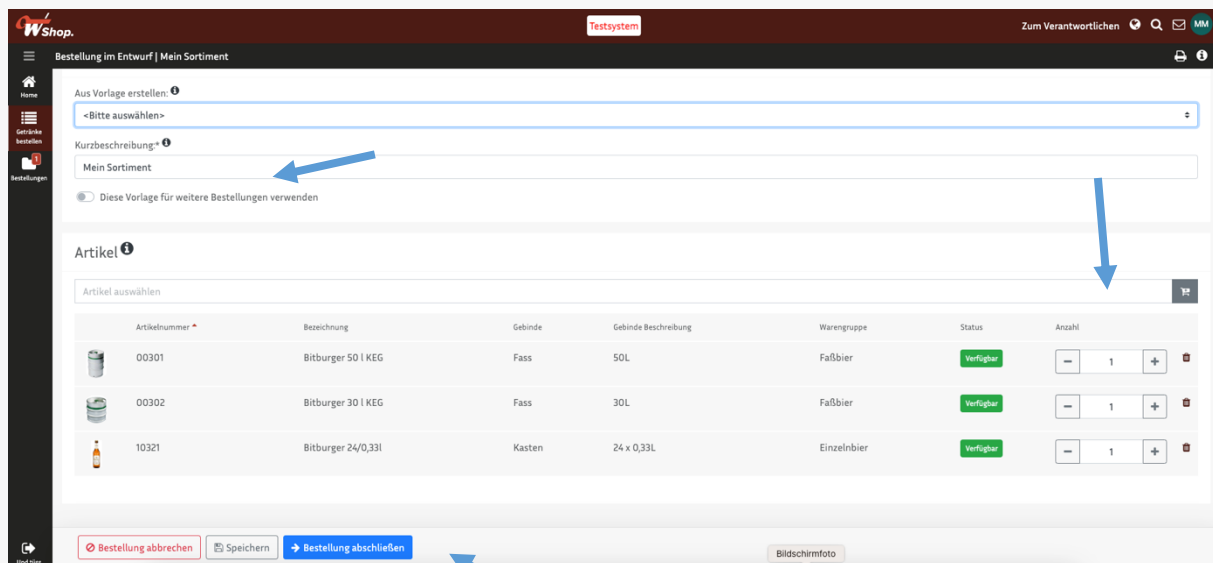 WShop.
Testsystem
Zum Verantwortlichen
MM
Bestellung im Entwurf | Mein Sortiment
Home
Getränke
bestellen
1
Bestellungen
Aus Vorlage erstellen:
<Bitte auswählen>
Kurzbeschreibung:*
Mein Sortiment
Diese Vorlage für weitere Bestellungen verwenden
Artikel
Artikel auswählen
Artikelnummer Bezeichnung Gebinde Gebinde Beschreibung Warengruppe Status Anzahl
00301 Bitburger 50 l KEG Fass 50L Faßbier Verfügbar 1
00302 Bitburger 30 l KEG Fass 30L Faßbier Verfügbar 1
10321 Bitburger 24/0,33l Kasten 24 x 0,33L Einzelnbier Verfügbar 1
Bestellung abbrechen Speichern Bestellung abschließen
Bildschirmfoto